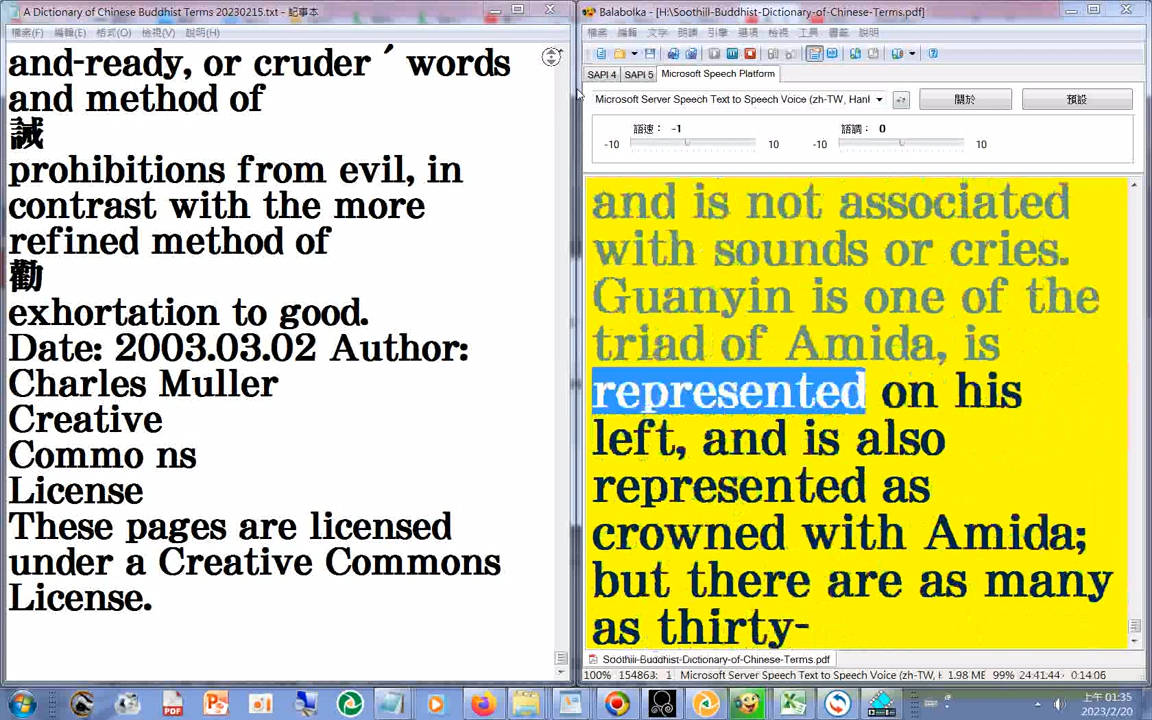 A Dictionary of Chinese Buddhist Terms 20230215.txt - 記事本
檔案(F) 編輯(E) 格式(O) 檢視(V) 說明(H)
and-ready, or cruder ´ words
and method of
誡
prohibitions from evil, in
contrast with the more
refined method of
勸
exhortation to good.
Date: 2003.03.02 Author:
Charles Muller
Creative
Commo ns
License
These pages are licensed
under a Creative Commons
License.
Balabolka - [H:\Soothill-Buddhist-Dictionary-of-Chinese-Terms.pdf]
檔案 編輯 文字 朗讀 引擎 選項 檢視 工具 書籤 說明
SAPI 4 SAPI 5 Microsoft Speech Platform
Microsoft Server Speech Text to Speech Voice (zh-TW, Hanl
關於 預設
語速： -1 語調： 0
-10 10 -10 10
and is not associated
with sounds or cries.
Guanyin is one of the
triad of Amida, is
represented on his
left, and is also
represented as
crowned with Amida;
but there are as many
as thirty-
Soothill-Buddhist-Dictionary-of-Chinese-Terms.pdf
100% 154863: 1 Microsoft Server Speech Text to Speech Voice (zh-TW, H 1.98 MB 99% 24:41:44 - 0:14:06
PDF
上午 01:35
2023/2/20